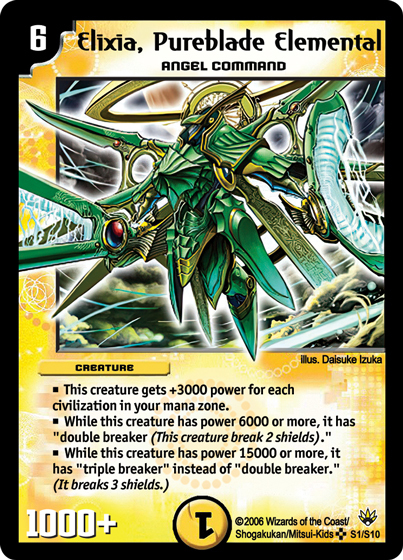 6 Elixia, Pureblade Elemental
ANGEL COMMAND
illus. Daisuke Izuka
CREATURE
■ This creature gets +3000 power for each
civilization in your mana zone.
■ While this creature has power 6000 or more, it has
"double breaker (This creature break 2 shields)."
■ While this creature has power 15000 or more, it
has "triple breaker" instead of "double breaker."
(It breaks 3 shields.)
1000+
1
©2006 Wizards of the Coast/
Shogakukan/Mitsui-Kids S1/S10